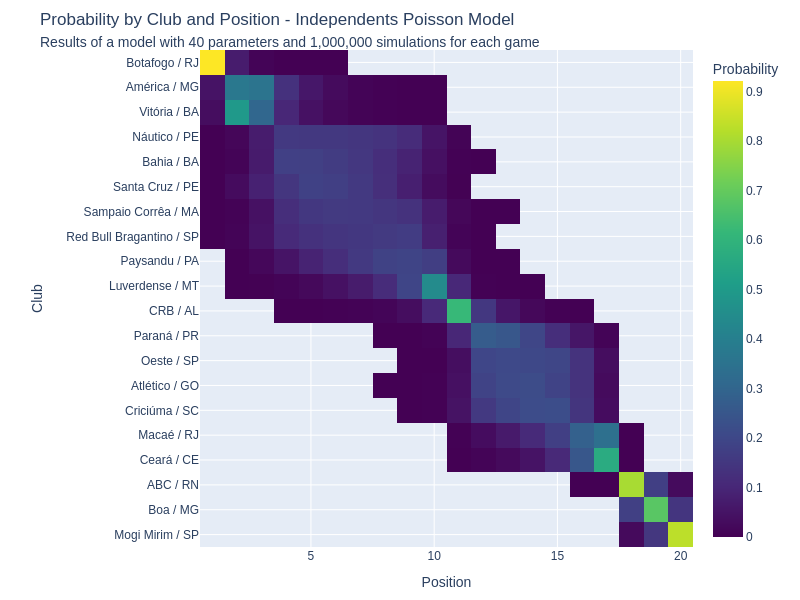 Probability by Club and Position - Independents Poisson Model
Results of a model with 40 parameters and 1,000,000 simulations for each game
Probability
Botafogo / RJ
América / MG
Vitória / BA
Náutico / PE
Bahia / BA
Santa Cruz / PE
Sampaio Corrêa / MA
Red Bull Bragantino / SP
Paysandu / PA
Luverdense / MT
CRB / AL
Paraná / PR
Oeste / SP
Atlético / GO
Criciúma / SC
Macaé / RJ
Ceará / CE
ABC / RN
Boa / MG
Mogi Mirim / SP
Club
5
10
15
20
Position
0.9
0.8
0.7
0.6
0.5
0.4
0.3
0.2
0.1
0